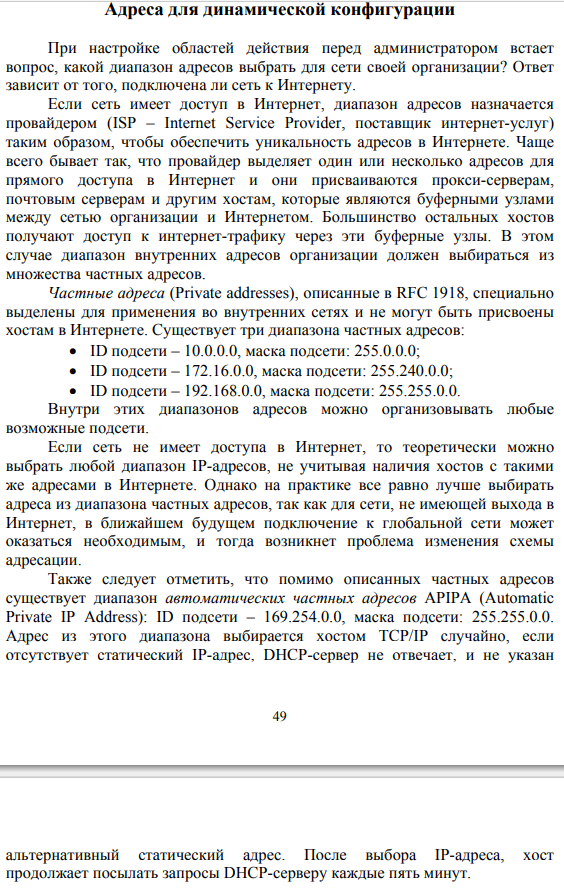 Адреса для динамической конфигурации
При настройке областей действия перед администратором встает
вопрос, какой диапазон адресов выбрать для сети своей организации? Ответ
зависит от того, подключена ли сеть к Интернету.
Если сеть имеет доступ в Интернет, диапазон адресов назначается
провайдером (ISP – Internet Service Provider, поставщик интернет-услуг)
таким образом, чтобы обеспечить уникальность адресов в Интернете. Чаще
всего бывает так, что провайдер выделяет один или несколько адресов для
прямого доступа в Интернет и они присваиваются прокси-серверам,
почтовым серверам и другим хостам, которые являются буферными узлами
между сетью организации и Интернетом. Большинство остальных хостов
получают доступ к интернет-трафику через эти буферные узлы. В этом
случае диапазон внутренних адресов организации должен выбираться из
множества частных адресов.
Частные адреса (Private addresses), описанные в RFC 1918, специально
выделены для применения во внутренних сетях и не могут быть присвоены
хостам в Интернете. Существует три диапазона частных адресов:
• ID подсети – 10.0.0.0, маска подсети: 255.0.0.0;
• ID подсети – 172.16.0.0, маска подсети: 255.240.0.0;
• ID подсети – 192.168.0.0, маска подсети: 255.255.0.0.
Внутри этих диапазонов адресов можно организовывать любые
возможные подсети.
Если сеть не имеет доступа в Интернет, то теоретически можно
выбрать любой диапазон IP-адресов, не учитывая наличия хостов с такими
же адресами в Интернете. Однако на практике все равно лучше выбирать
адреса из диапазона частных адресов, так как для сети, не имеющей выхода в
Интернет, в ближайшем будущем подключение к глобальной сети может
оказаться необходимым, и тогда возникнет проблема изменения схемы
адресации.
Также следует отметить, что помимо описанных частных адресов
существует диапазон автоматических частных адресов APIPA (Automatic
Private IP Address): ID подсети – 169.254.0.0, маска подсети: 255.255.0.0.
Адрес из этого диапазона выбирается хостом TCP/IP случайно, если
отсутствует статический IP-адрес, DHCP-сервер не отвечает, и не указан
49
альтернативный статический адрес. После выбора IP-адреса, хост
продолжает посылать запросы DHCP-серверу каждые пять минут.